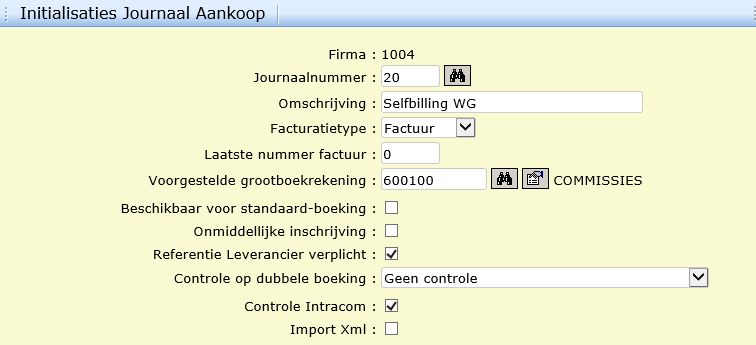 Initialisaties Journaal Aankoop
Firma : 1004
Journaalnummer : 20
Omschrijving : Selfbilling WG
Facturatietype : Factuur
Laatste nummer factuur : 0
Voorgestelde grootboekrekening : 600100 COMMISSIES
Beschikbaar voor standaard-boeking :
Onmiddellijke inschrijving :
Referentie Leverancier verplicht :
Controle op dubbele boeking : Geen controle
Controle Intracom :
Import Xml :